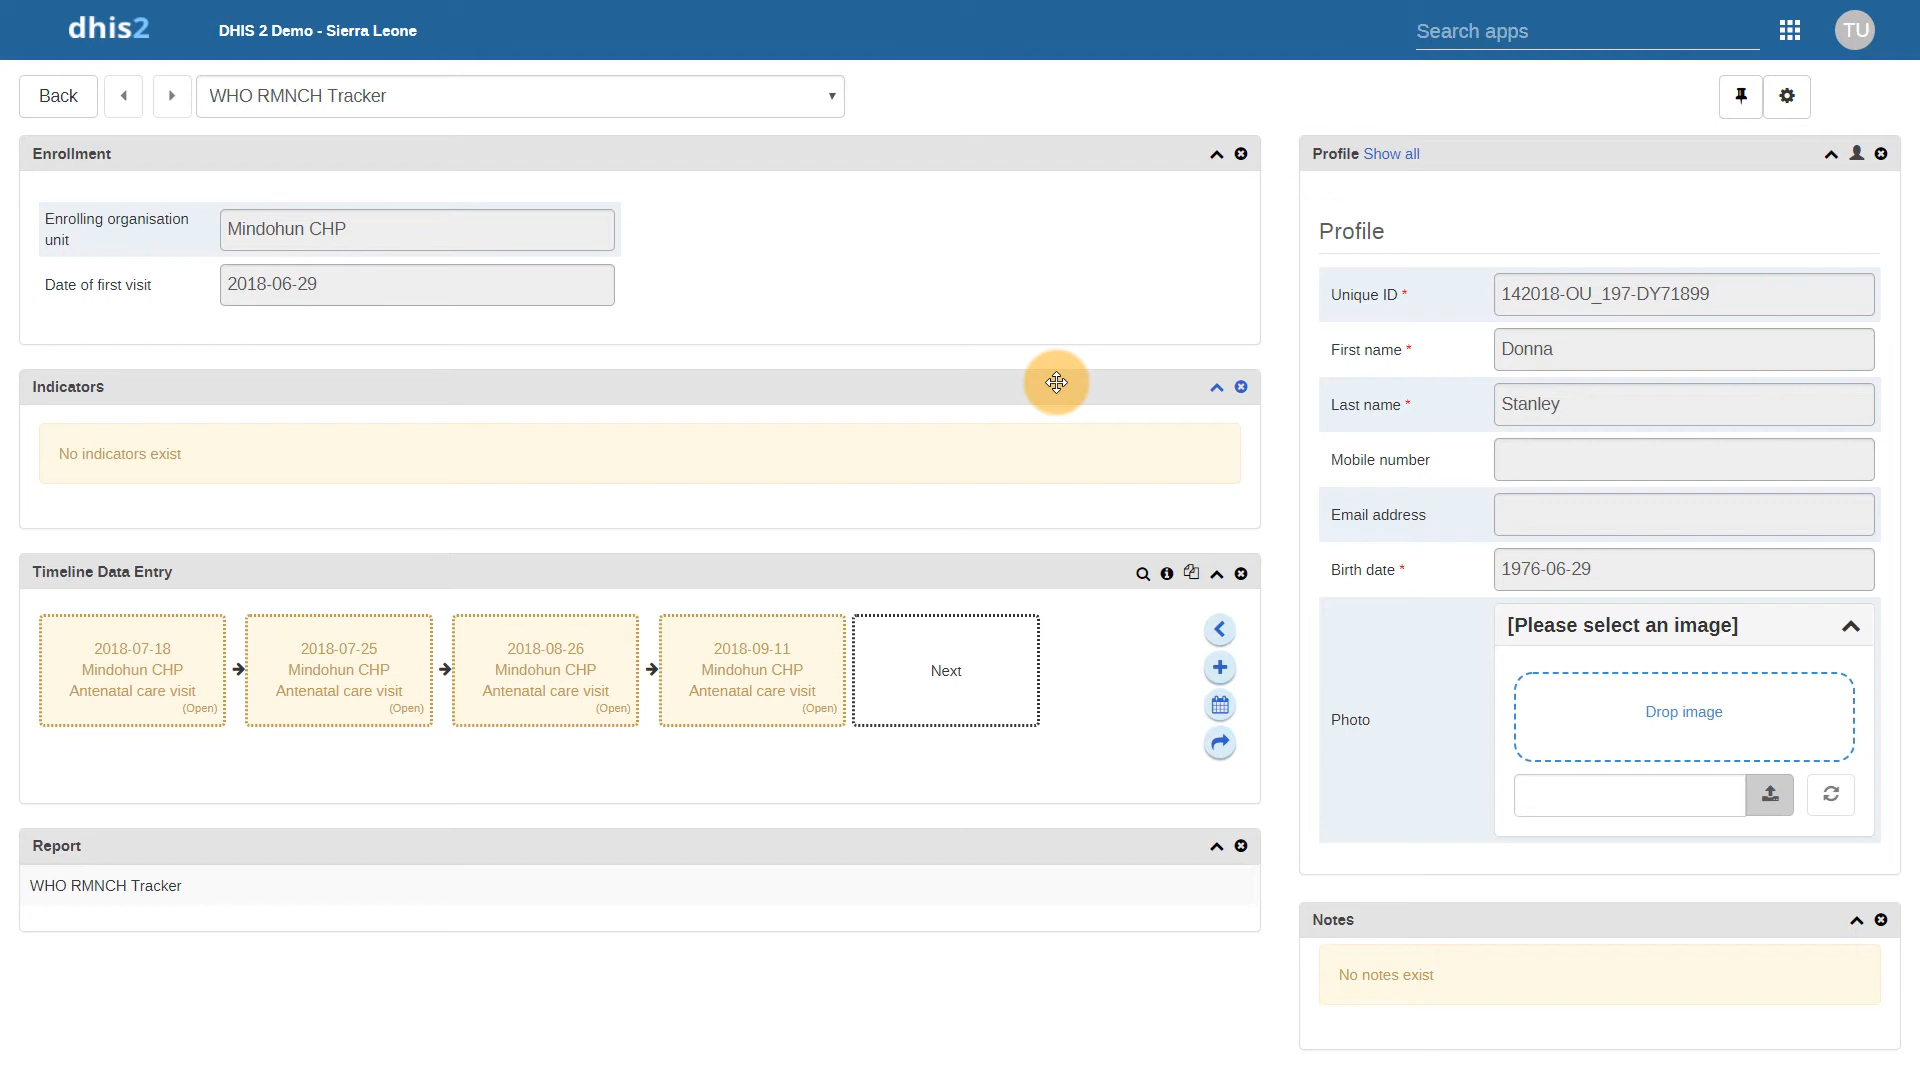 dhis2
DHIS 2 Demo - Sierra Leone
Search apps
TU
Back
WHO RMNCH Tracker
Enrollment
Enrolling organisation
unit
Mindohun CHP
Date of first visit
2018-06-29
Indicators
No indicators exist
Timeline Data Entry
2018-07-18
Mindohun CHP
Antenatal care visit
(Open)
2018-07-25
Mindohun CHP
Antenatal care visit
(Open)
2018-08-26
Mindohun CHP
Antenatal care visit
(Open)
2018-09-11
Mindohun CHP
Antenatal care visit
(Open)
Next
Report
WHO RMNCH Tracker
Profile Show all
Profile
Unique ID *
142018-OU_197-DY71899
First name *
Donna
Last name *
Stanley
Mobile number
Email address
Birth date *
1976-06-29
Photo
[Please select an image]
Drop image
Notes
No notes exist